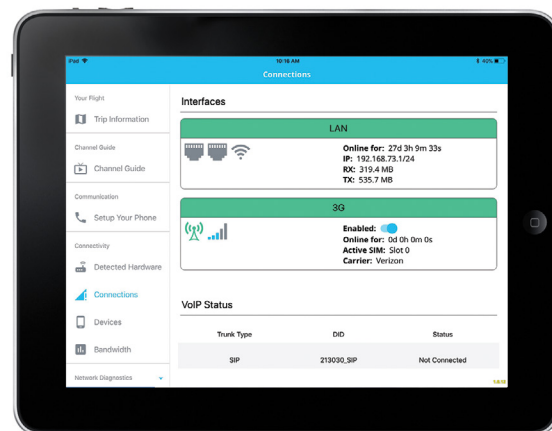 iPad 10:16 AM 40%
Connections
Your Flight
Trip Information
Channel Guide
Channel Guide
Communication
Setup Your Phone
Connectivity
Detected Hardware
Connections
Devices
Bandwidth
Network Diagnostics
Interfaces
LAN
Online for: 27d 3h 9m 33s
IP: 192.168.73.1/24
RX: 319.4 MB
TX: 535.7 MB
3G
Enabled:
Online for: 0d 0h 0m 0s
Active SIM: Slot 0
Carrier: Verizon
VoIP Status
Trunk Type DID Status
SIP 213030_SIP Not Connected